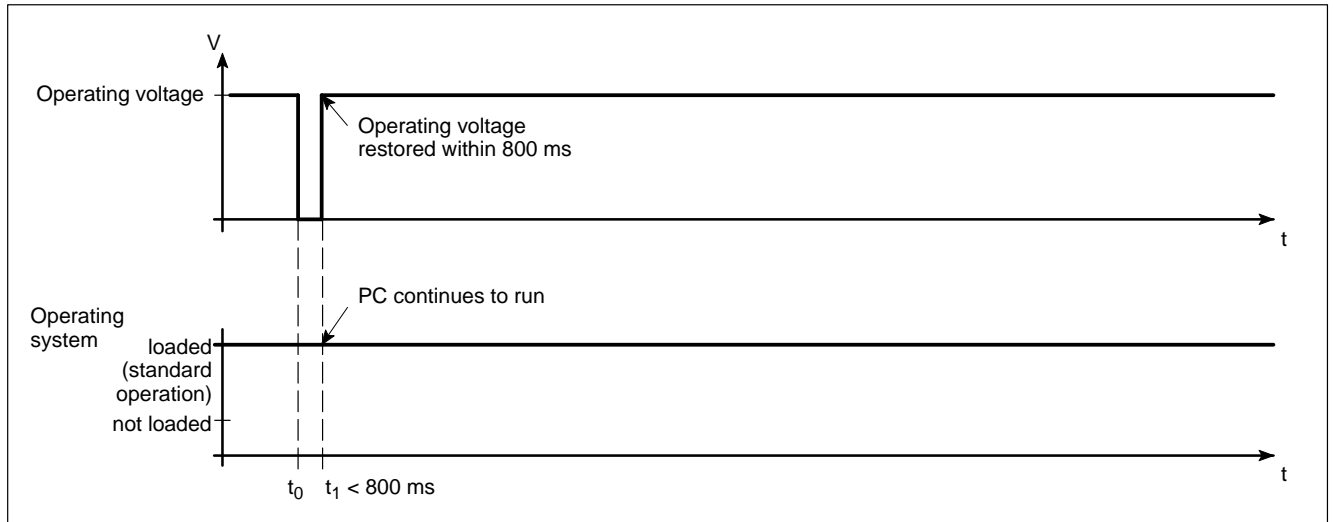 V
Operating voltage
Operating voltage
restored within 800 ms
t
PC continues to run
Operating
system
loaded
(standard
operation)
not loaded
t
t0 t1 < 800 ms